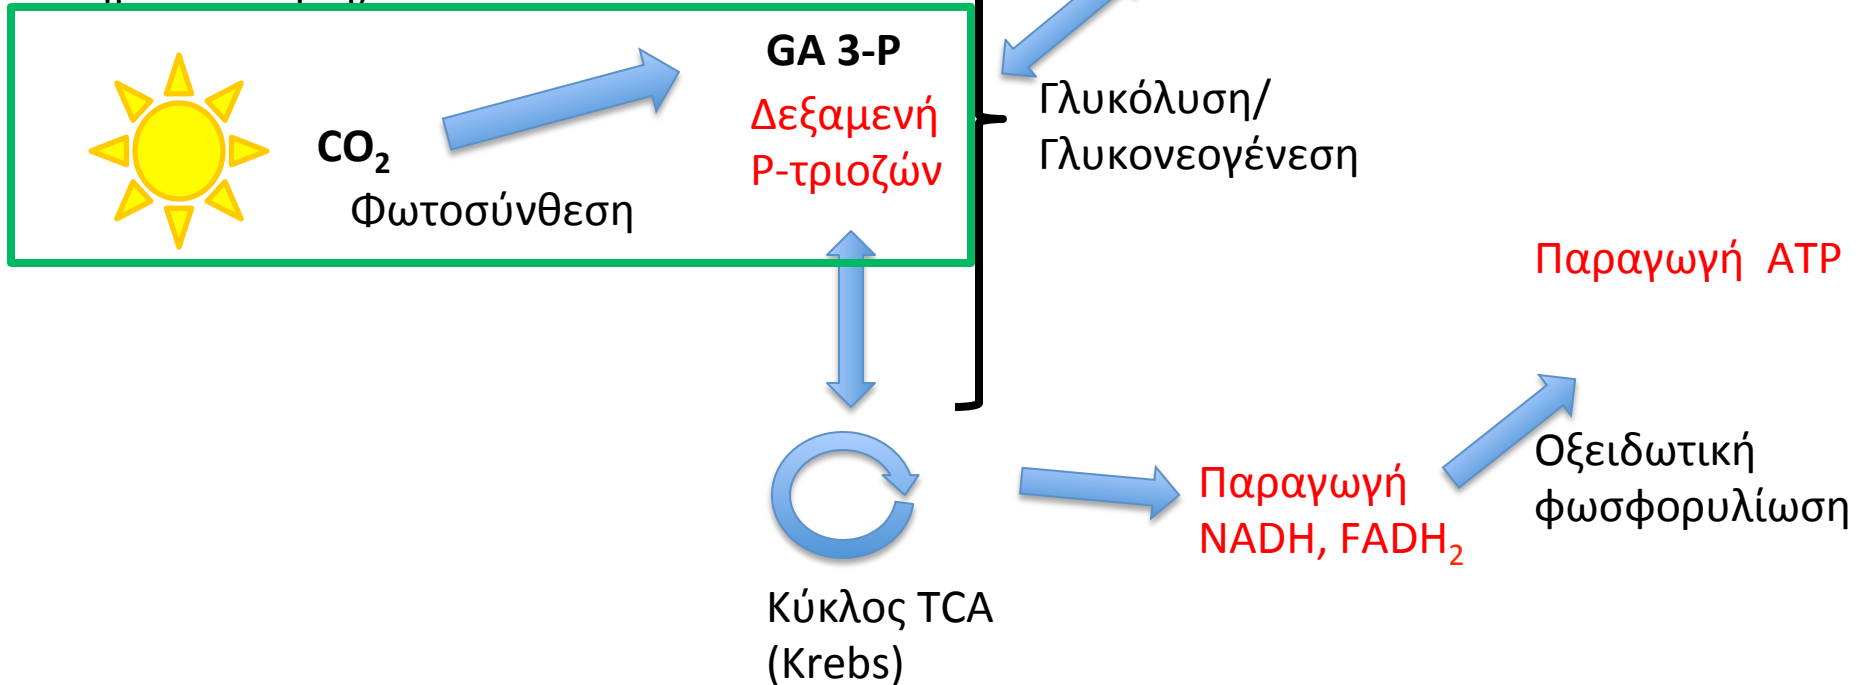 GA 3-P
Δεξαμενή
Ρ-τριοζών
CO₂
Φωτοσύνθεση
Γλυκόλυση/
Γλυκονεογένεση
Παραγωγή ATP
Οξειδωτική
φωσφορυλίωση
Παραγωγή
NADH, FADH₂
Κύκλος TCA
(Krebs)